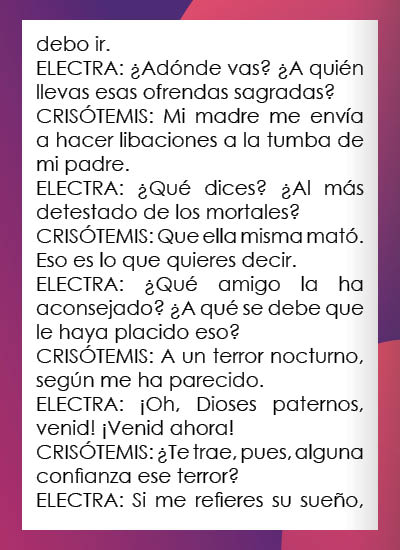 debo ir.
ELECTRA: ¿Adónde vas? ¿A quién
llevas esas ofrendas sagradas?
CRISÓTEMIS: Mi madre me envía
a hacer libaciones a la tumba de
mi padre.
ELECTRA: ¿Qué dices? ¿Al más
detestado de los mortales?
CRISÓTEMIS: Que ella misma mató.
Eso es lo que quieres decir.
ELECTRA: ¿Qué amigo la ha
aconsejado? ¿A qué se debe que
le haya placido eso?
CRISÓTEMIS: A un terror nocturno,
según me ha parecido.
ELECTRA: ¡Oh, Dioses paternos,
venid! ¡Venid ahora!
CRISÓTEMIS: ¿Te trae, pues, alguna
confianza ese terror?
ELECTRA: Si me refieres su sueño,